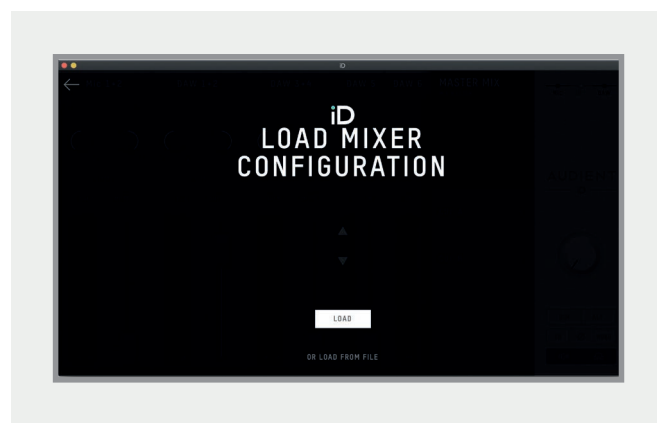 iD
iD
LOAD MIXER
CONFIGURATION
LOAD
OR LOAD FROM FILE